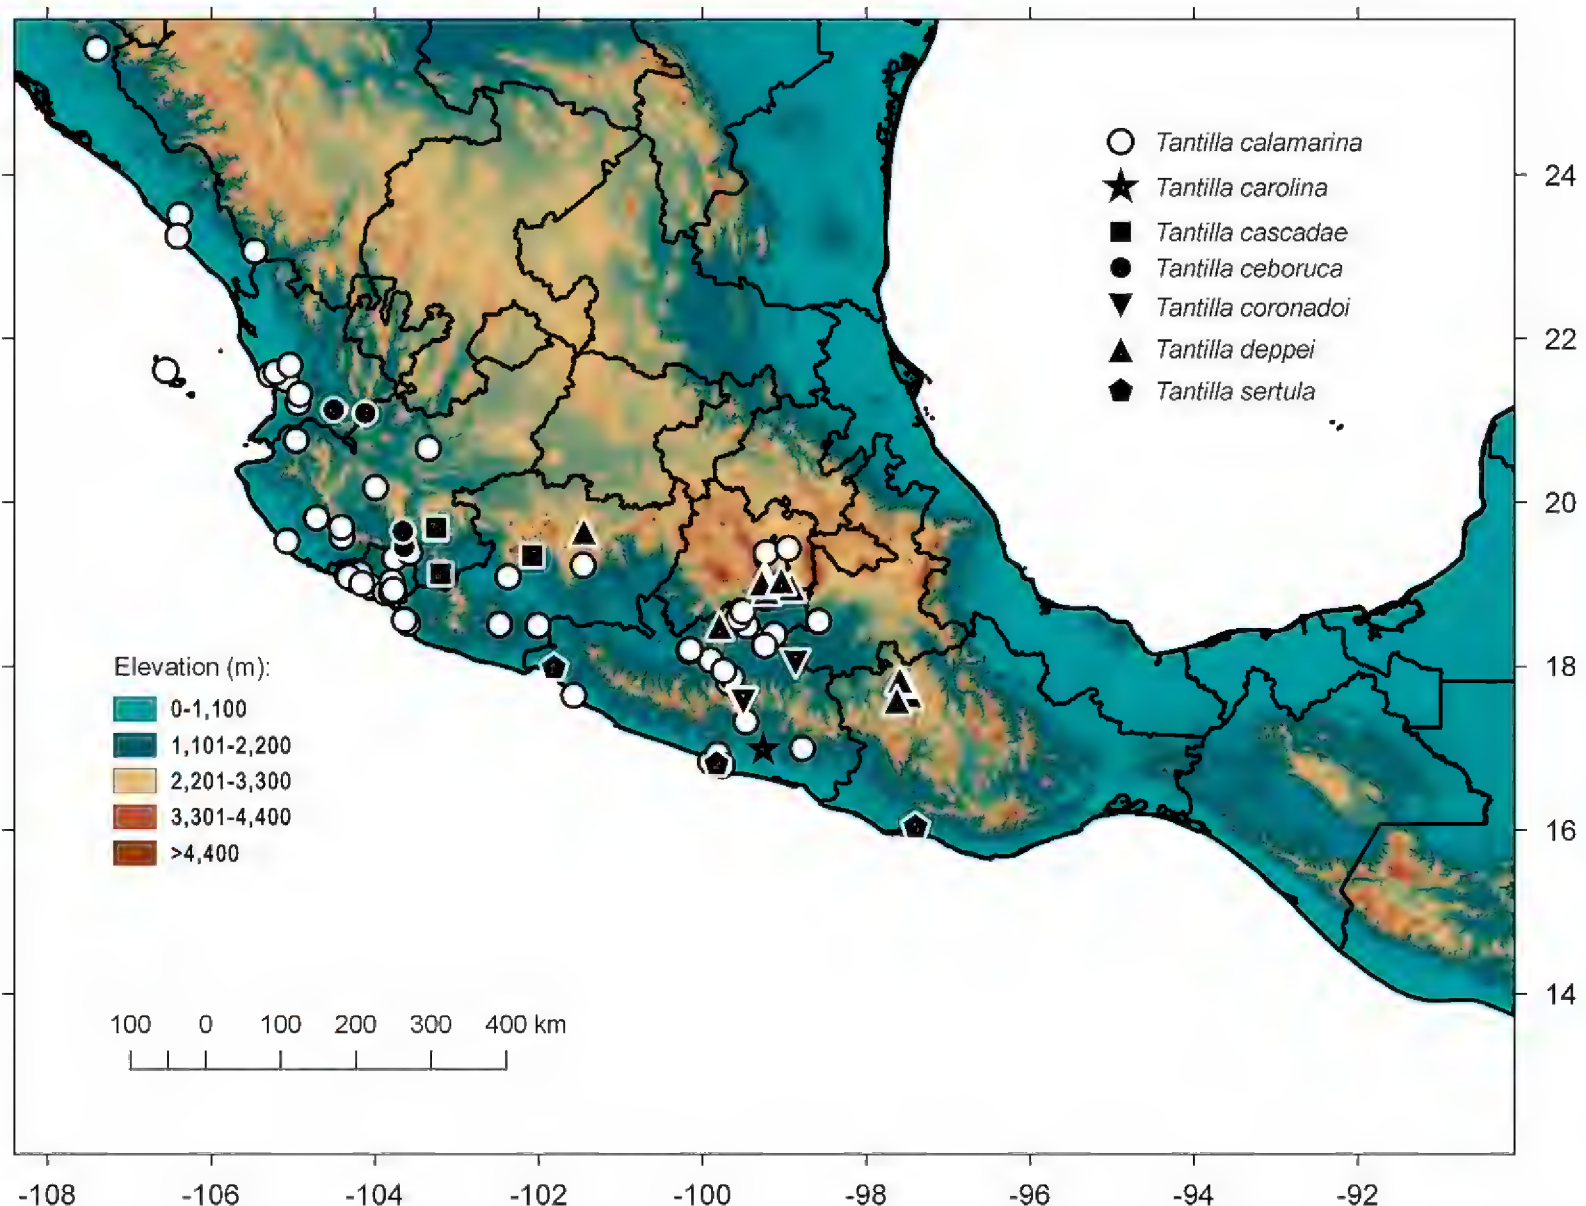 Tantilla calamarina
Tantilla carolina
Tantilla cascadae
Tantilla ceboruca
Tantilla coronadoi
Tantilla deppei
Tantilla sertula
24
22
20
18
16
14
Elevation (m):
0-1,100
1,101-2,200
2,201-3,300
3,301-4,400
>4,400
100 0 100 200 300 400 km
-108 -106 -104 -102 -100 -98 -96 -94 -92